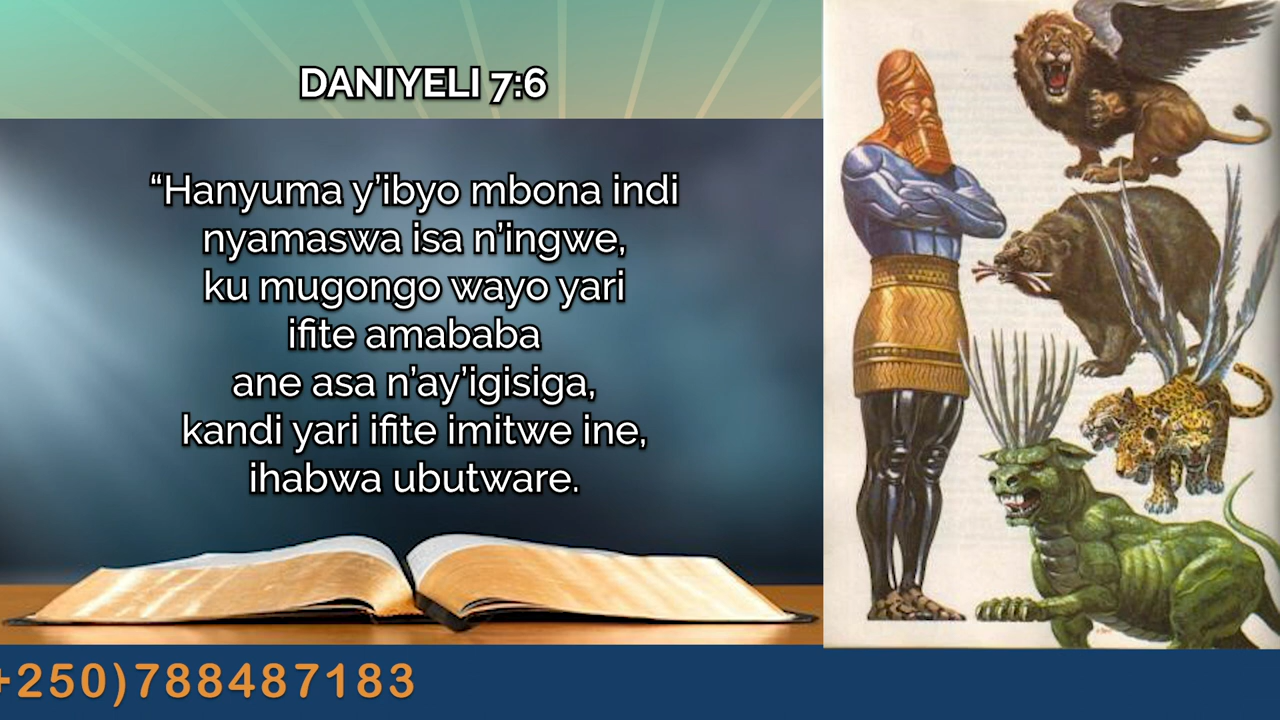 DANIYELI 7:6
“Hanyuma y’ibyo mbona indi
nyamaswa isa n’ingwe,
ku mugongo wayo yari
ifite amababa
ane asa n’ay’igisiga,
kandi yari ifite imitwe ine,
ihabwa ubutware.
+250)788487183